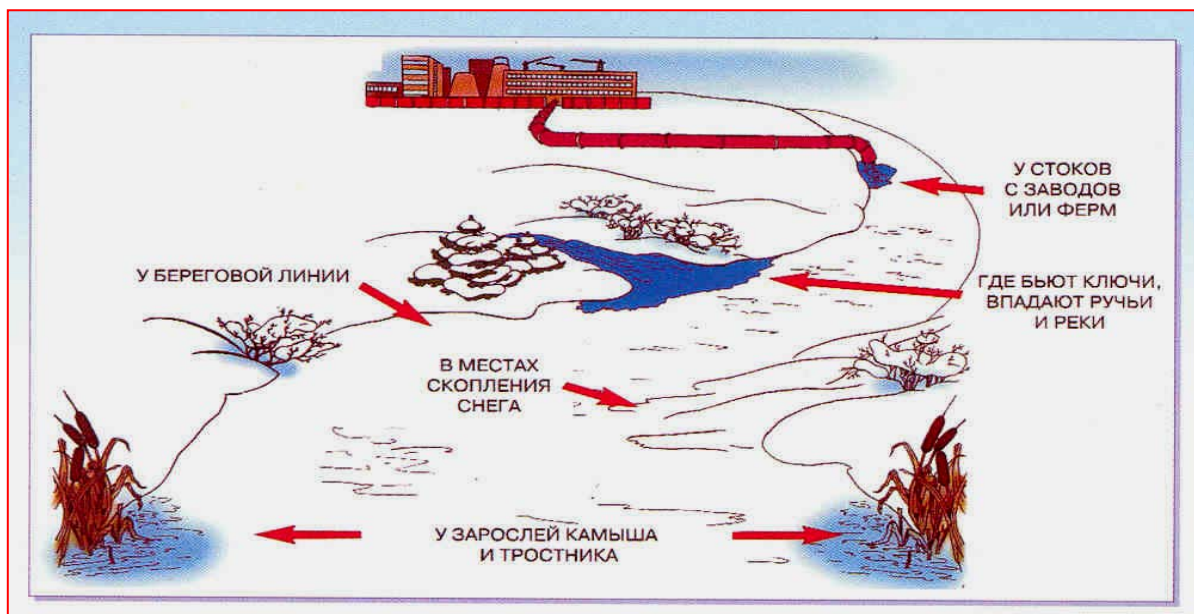 У СТОКОВ
С ЗАВОДОВ
ИЛИ ФЕРМ
У БЕРЕГОВОЙ ЛИНИИ
ГДЕ БЬЮТ КЛЮЧИ,
ВПАДАЮТ РУЧЬИ
И РЕКИ
В МЕСТАХ
СКОПЛЕНИЯ
СНЕГА
У ЗАРОСЛЕЙ КАМЫША
И ТРОСТНИКА